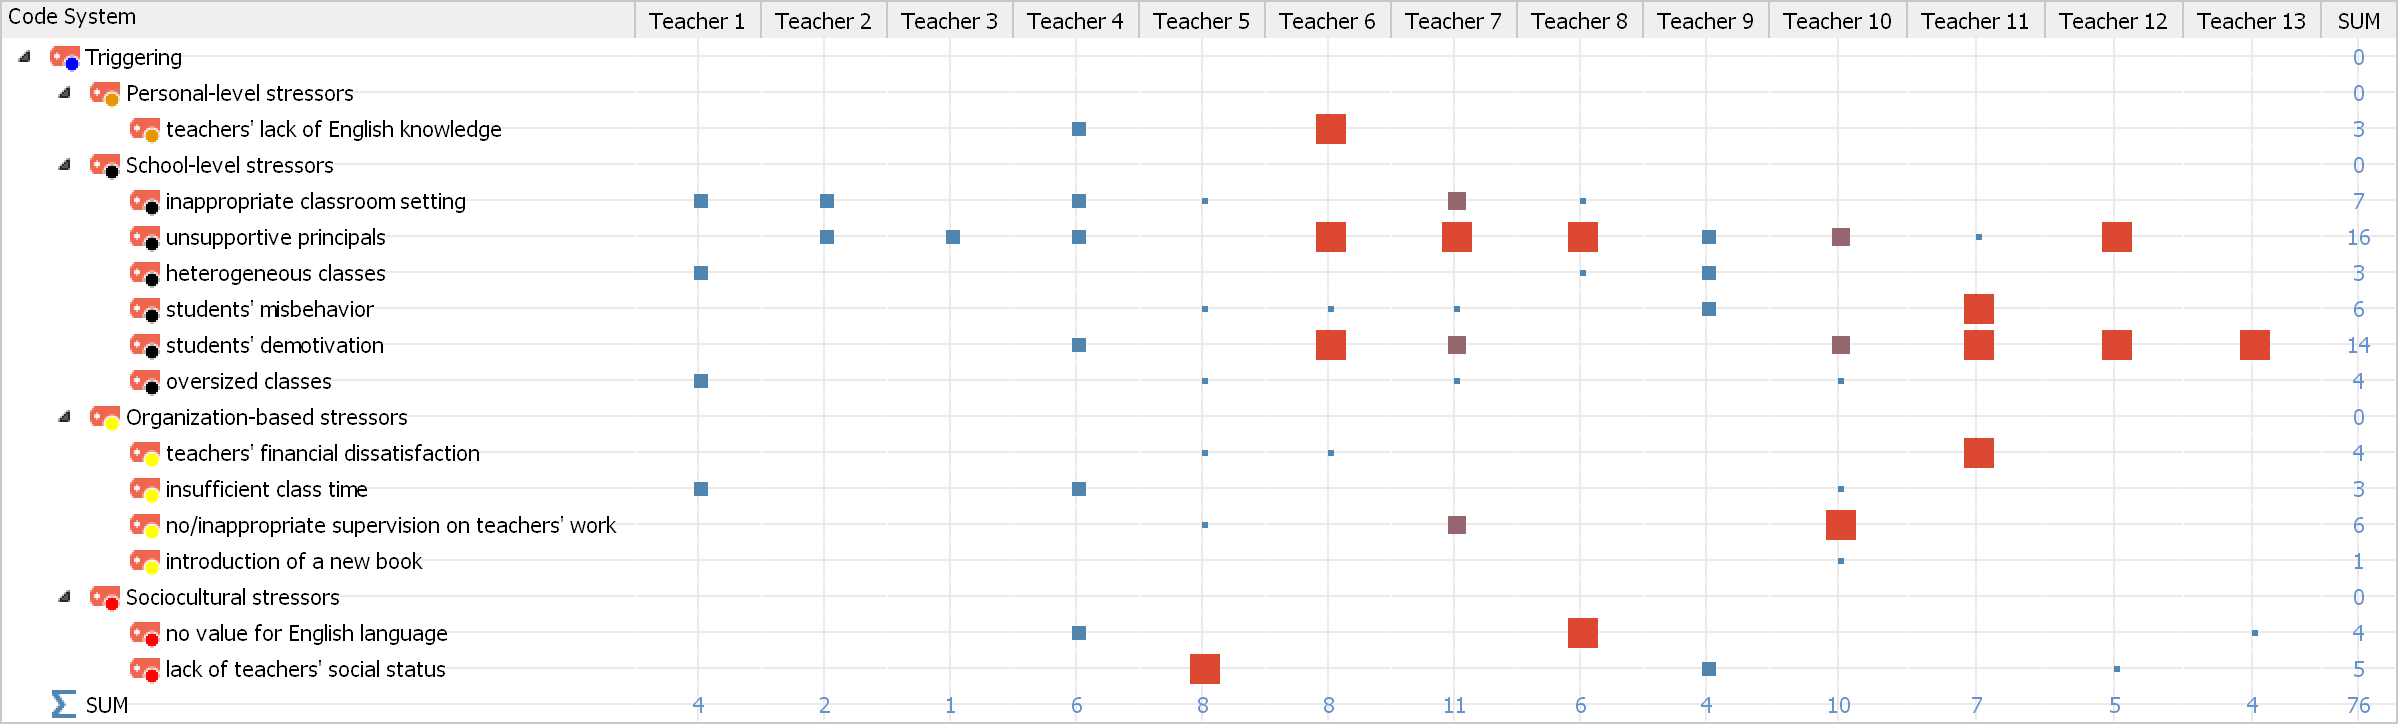 Code System Teacher 1 Teacher 2 Teacher 3 Teacher 4 Teacher 5 Teacher 6 Teacher 7 Teacher 8 Teacher 9 Teacher 10 Teacher 11 Teacher 12 Teacher 13 SUM
Triggering 0
Personal-level stressors 0
teachers' lack of English knowledge 3
School-level stressors 0
inappropriate classroom setting 7
unsupportive principals 16
heterogeneous classes 3
students' misbehavior 6
students' demotivation 14
oversized classes 4
Organization-based stressors 0
teachers' financial dissatisfaction 4
insufficient class time 3
no/inappropriate supervision on teachers' work 6
introduction of a new book 1
Sociocultural stressors 0
no value for English language 4
lack of teachers' social status 5
Σ SUM 4 2 1 6 8 8 11 6 4 10 7 5 4 76